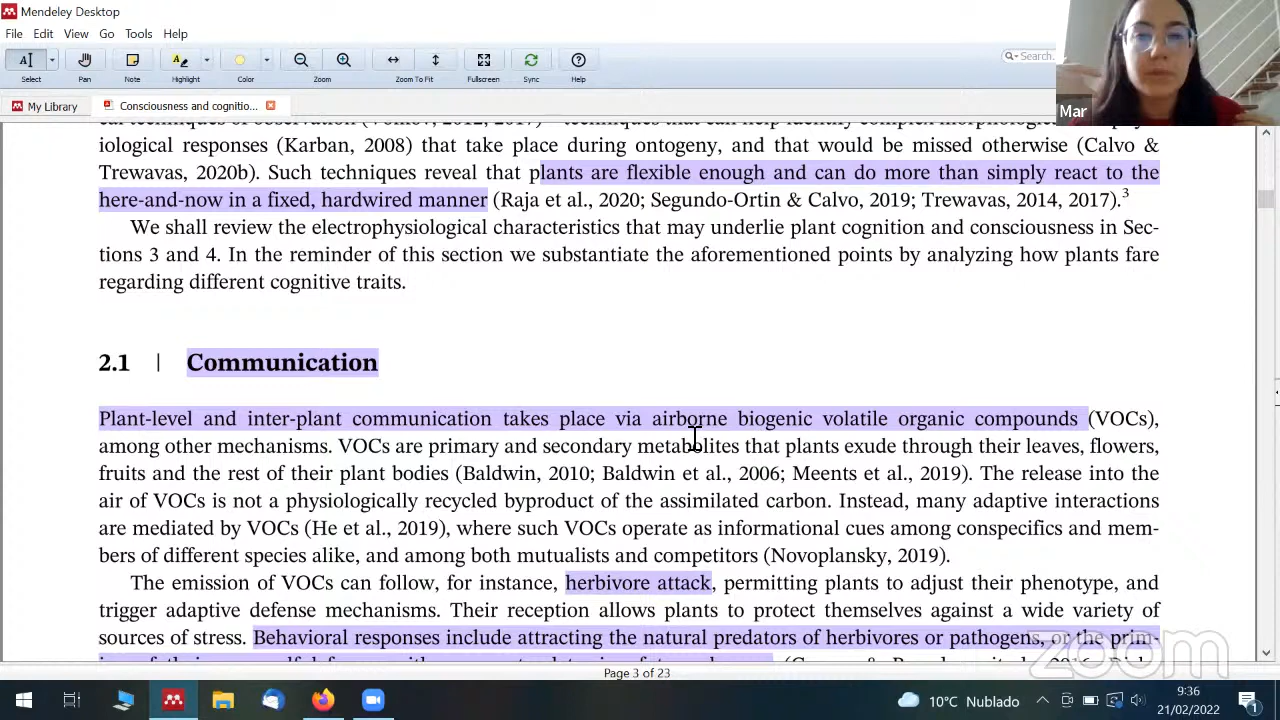 Mendeley Desktop
File Edit View Go Tools Help
Select Pan Note Highlight Color Zoom Zoom To Fit Fullscreen Sync Help
Search.
My Library Consciousness and cognitio...
Mar
cal techniques of observation
iological responses (Karban, 2008) that take place during ontogeny, and that would be missed otherwise (Calvo &
Trewavas, 2020b). Such techniques reveal that plants are flexible enough and can do more than simply react to the
here-and-now in a fixed, hardwired manner (Raja et al., 2020; Segundo-Ortin & Calvo, 2019; Trewavas, 2014, 2017).3
We shall review the electrophysiological characteristics that may underlie plant cognition and consciousness in Sec-
tions 3 and 4. In the reminder of this section we substantiate the aforementioned points by analyzing how plants fare
regarding different cognitive traits.
2.1 | Communication
Plant-level and inter-plant communication takes place via airborne biogenic volatile organic compounds (VOCs),
among other mechanisms. VOCs are primary and secondary metabolites that plants exude through their leaves, flowers,
fruits and the rest of their plant bodies (Baldwin, 2010; Baldwin et al., 2006; Meents et al., 2019). The release into the
air of VOCs is not a physiologically recycled byproduct of the assimilated carbon. Instead, many adaptive interactions
are mediated by VOCs (He et al., 2019), where such VOCs operate as informational cues among conspecifics and mem-
bers of different species alike, and among both mutualists and competitors (Novoplansky, 2019).
The emission of VOCs can follow, for instance, herbivore attack, permitting plants to adjust their phenotype, and
trigger adaptive defense mechanisms. Their reception allows plants to protect themselves against a wide variety of
sources of stress. Behavioral responses include attracting the natural predators of herbivores or pathogens, or the prim-
zoom
Page 3 of 23
10°C Nublado
9:36
21/02/2022
1